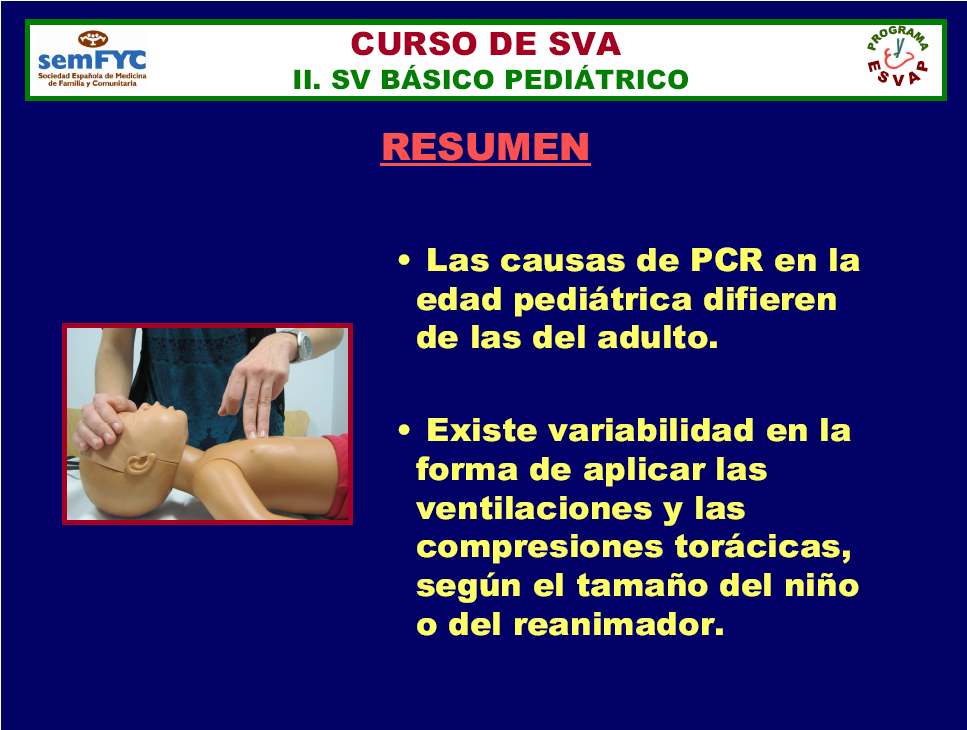 semFYC
Sociedad Española de Medicina
de Familia y Comunitaria
CURSO DE SVA
II. SV BÁSICO PEDIÁTRICO
PROGRAMA
ESVAP
RESUMEN
• Las causas de PCR en la
edad pediátrica difieren
de las del adulto.
• Existe variabilidad en la
forma de aplicar las
ventilaciones y las
compresiones torácicas,
según el tamaño del niño
o del reanimador.